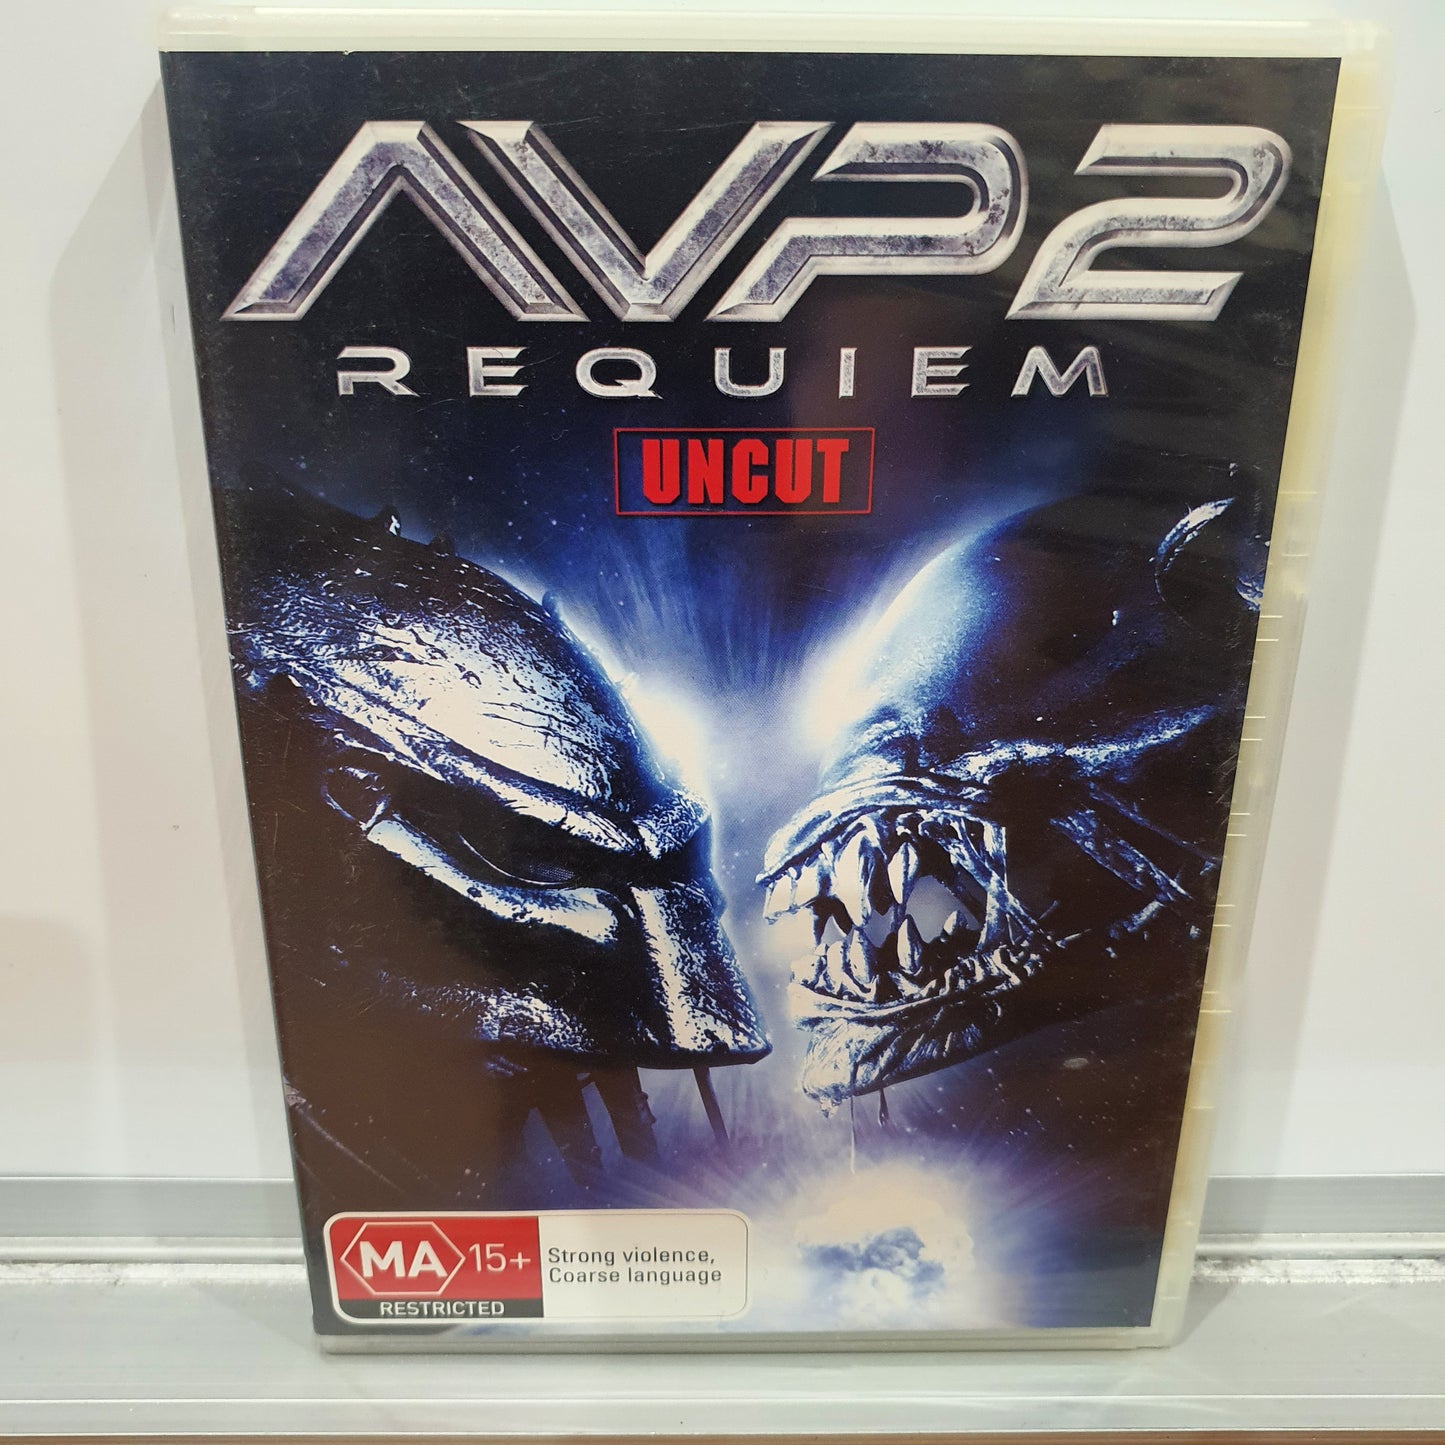 AVP2
REQUIEM
UNCUT
MA 15+
RESTRICTED
Strong violence,
Coarse language